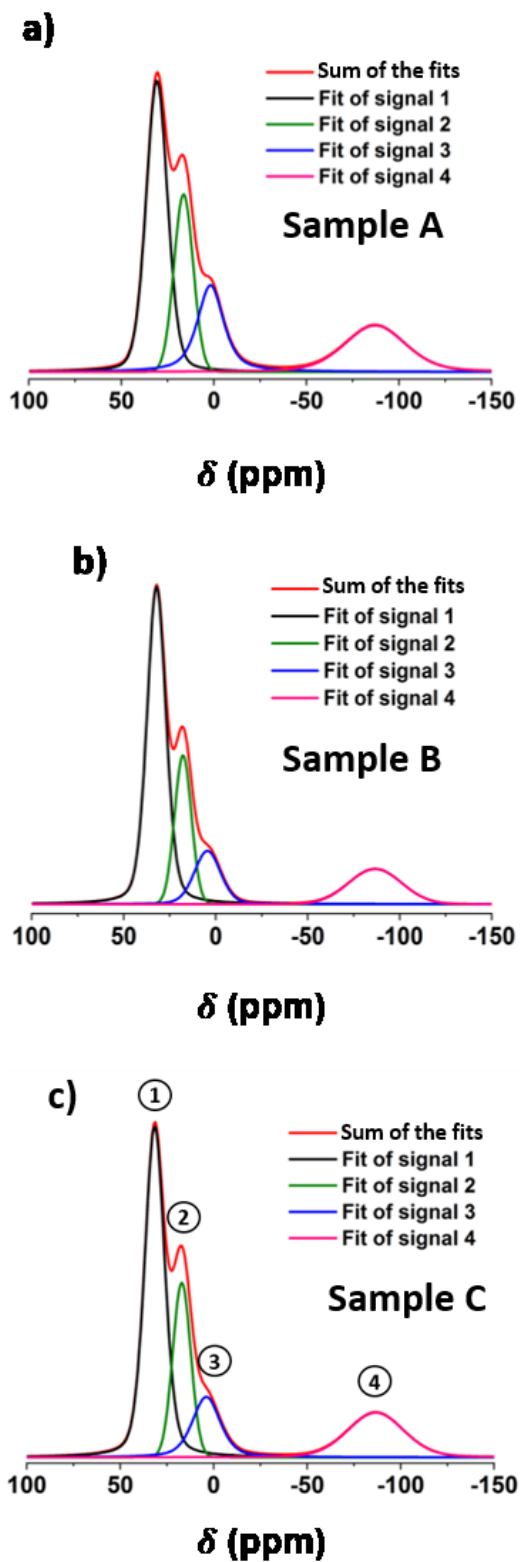 a)
Sum of the fits
Fit of signal 1
Fit of signal 2
Fit of signal 3
Fit of signal 4
Sample A
100 50 0 -50 -100 -150
δ (ppm)
b)
Sum of the fits
Fit of signal 1
Fit of signal 2
Fit of signal 3
Fit of signal 4
Sample B
100 50 0 -50 -100 -150
δ (ppm)
c)
1
Sum of the fits
Fit of signal 1
Fit of signal 2
Fit of signal 3
Fit of signal 4
2
Sample C
3
4
100 50 0 -50 -100 -150
δ (ppm)